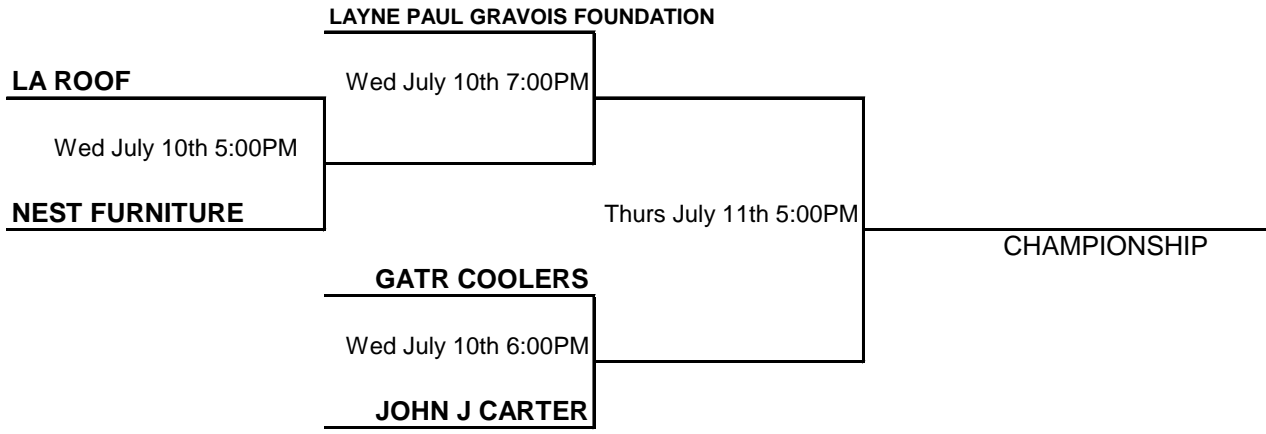 LAYNE PAUL GRAVOIS FOUNDATION
LA ROOF
Wed July 10th 7:00PM
Wed July 10th 5:00PM
NEST FURNITURE
Thurs July 11th 5:00PM
CHAMPIONSHIP
GATR COOLERS
Wed July 10th 6:00PM
JOHN J CARTER